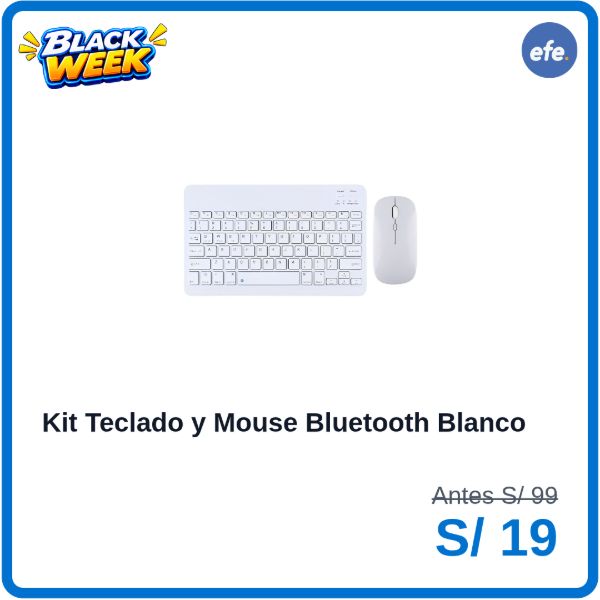 BLACK
WEEK
efe.
Kit Teclado y Mouse Bluetooth Blanco
Antes S/ 99
S/ 19